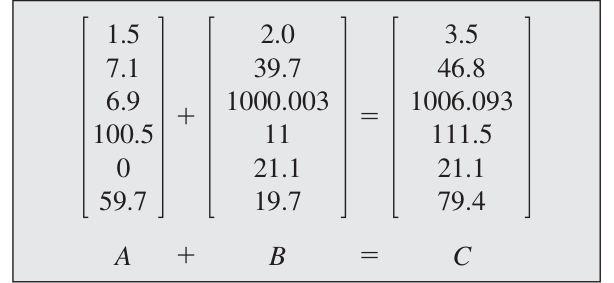 1.5 2.0 3.5
7.1 39.7 46.8
6.9 1000.003 1006.093
100.5 + 11 = 111.5
0 21.1 21.1
59.7 19.7 79.4
A + B = C